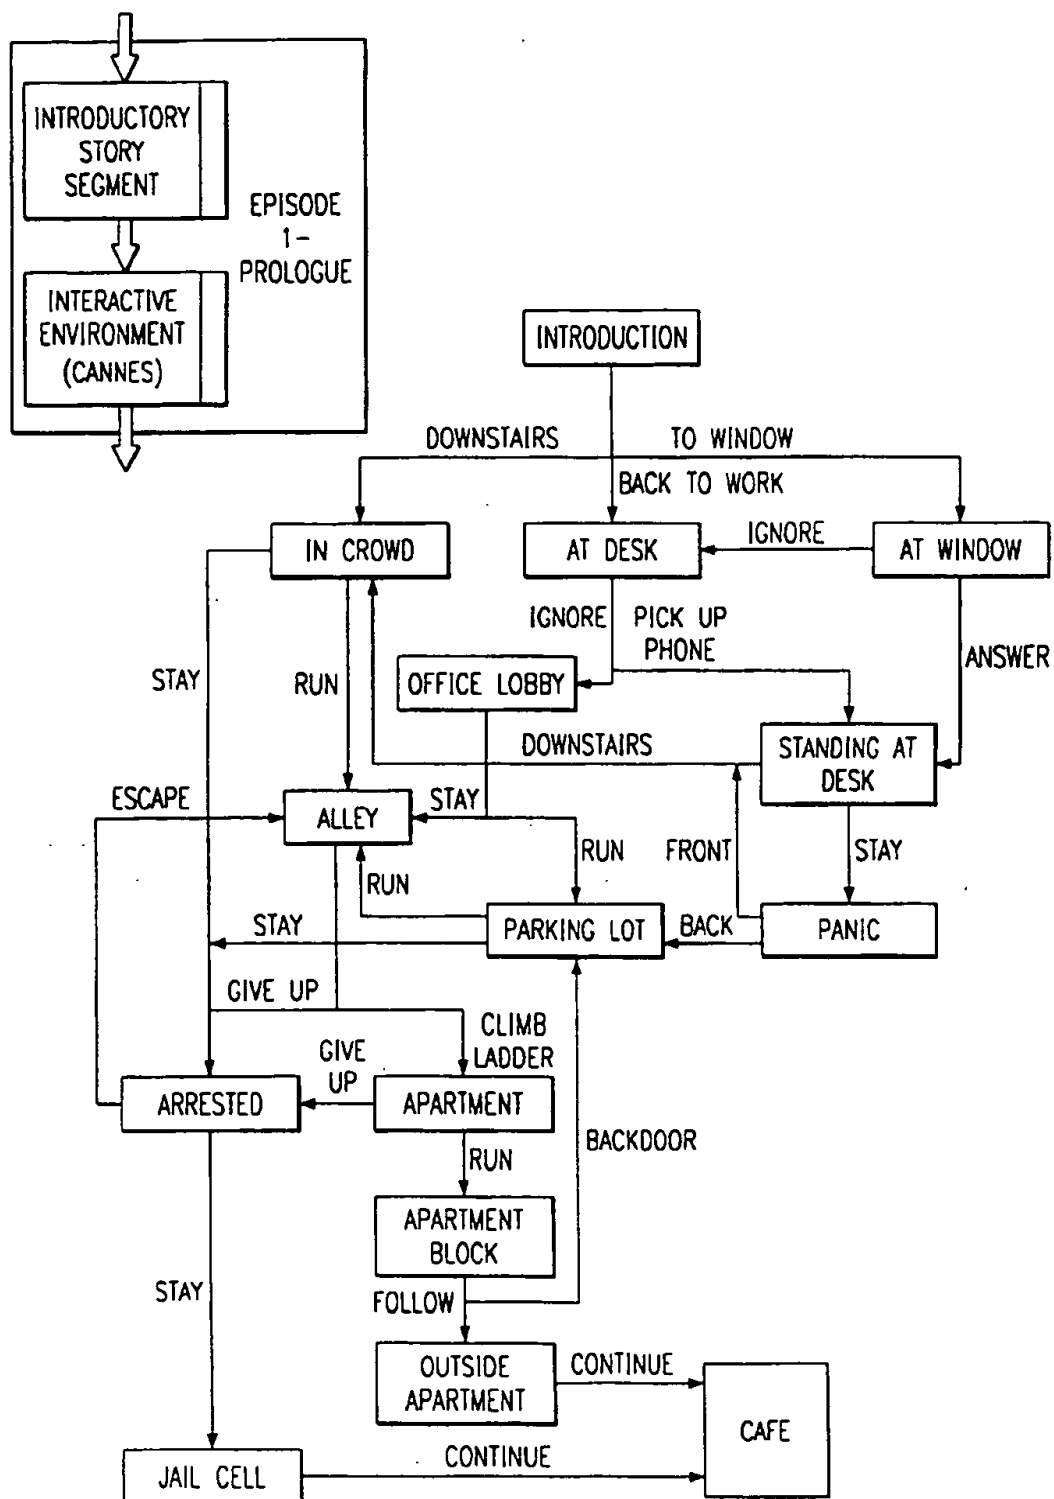 INTRODUCTORY
STORY
SEGMENT
EPISODE
1-
PROLOGUE
INTERACTIVE
ENVIRONMENT
(CANNES)
INTRODUCTION
DOWNSTAIRS
TO WINDOW
BACK TO WORK
IN CROWD
AT DESK
IGNORE
AT WINDOW
IGNORE
PICK UP
PHONE
ANSWER
STAY
RUN
OFFICE LOBBY
DOWNSTAIRS
STANDING AT
DESK
ESCAPE
ALLEY
STAY
RUN
FRONT
STAY
RUN
STAY
PARKING LOT
BACK
PANIC
GIVE UP
CLIMB
LADDER
GIVE
UP
ARRESTED
APARTMENT
BACKDOOR
RUN
APARTMENT
BLOCK
STAY
FOLLOW
OUTSIDE
APARTMENT
CONTINUE
CAFE
JAIL CELL
CONTINUE